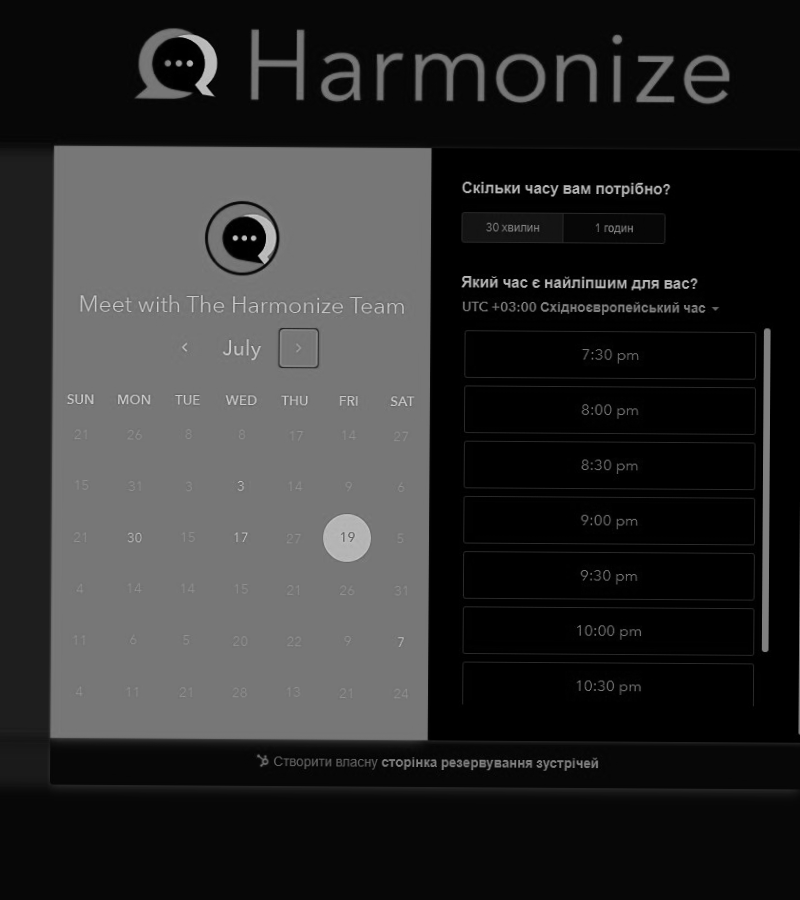 Harmonize
Meet with The Harmonize Team
July
SUN MON TUE WED THU FRI SAT
21 26 8 8 17 14 27
15 31 3 3 14 9 6
21 30 15 17 27 19 5
4 14 14 15 21 26 31
11 6 5 20 22 9 7
4 11 21 28 13 21 24
Скільки часу вам потрібно?
30 хвилин 1 годин
Який час є найліпшим для вас?
UTC +03:00 Східноєвропейський час
7:30 pm
8:00 pm
8:30 pm
9:00 pm
9:30 pm
10:00 pm
10:30 pm
Створити власну сторінка резервування зустрічей